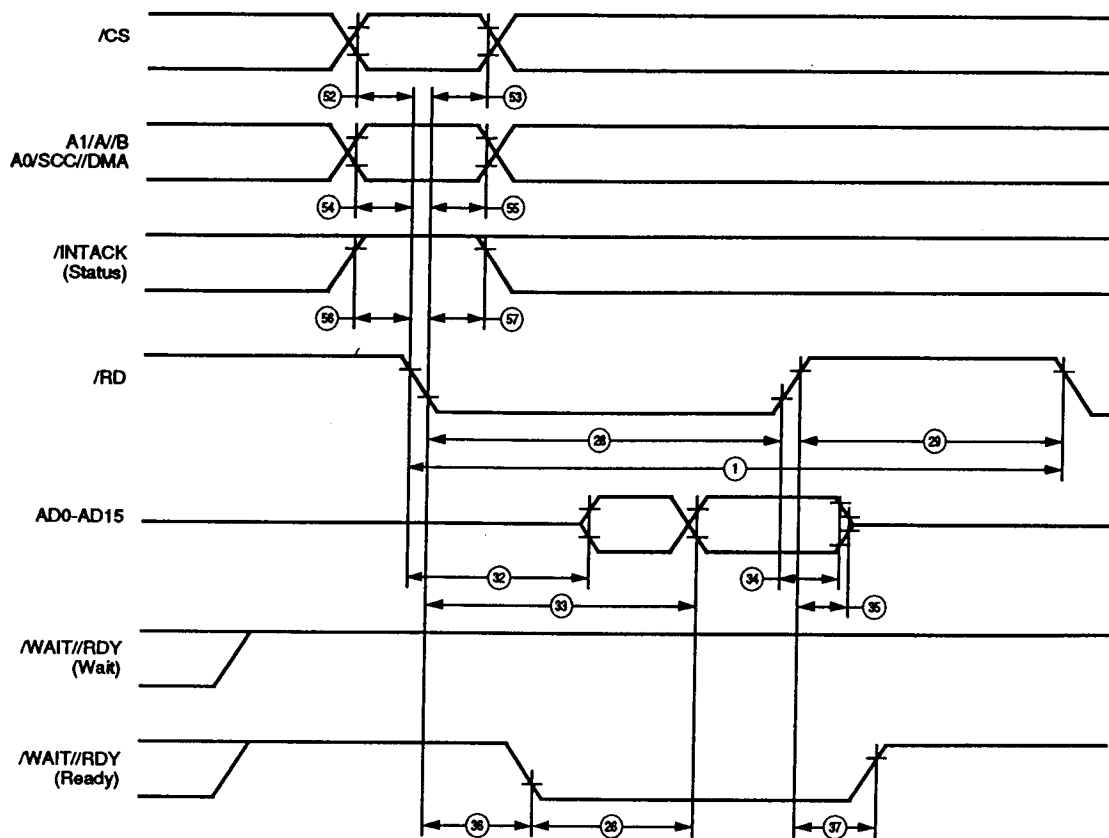 /CS
52
53
A1/A//B
A0/SCC//DMA
54
55
/INTACK
(Status)
56
57
/RD
28
29
1
AD0-AD15
32
34
33
35
/WAIT//RDY
(Wait)
/WAIT//RDY
(Ready)
36
26
37